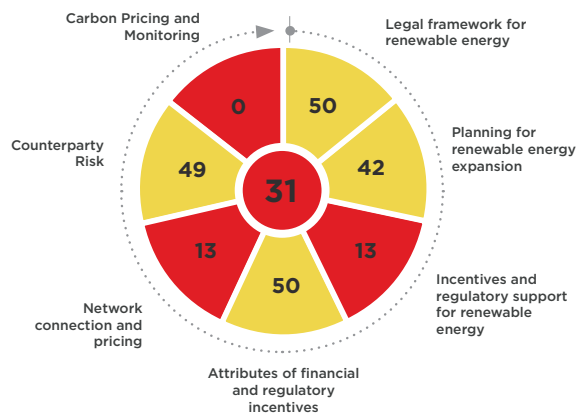 Carbon Pricing and
Monitoring
Legal framework for
renewable energy
0
50
Counterparty
Risk
49
42
Planning for
renewable energy
expansion
31
13
13
Network
connection and
pricing
50
Incentives and
regulatory support
for renewable
energy
Attributes of financial
and regulatory
incentives